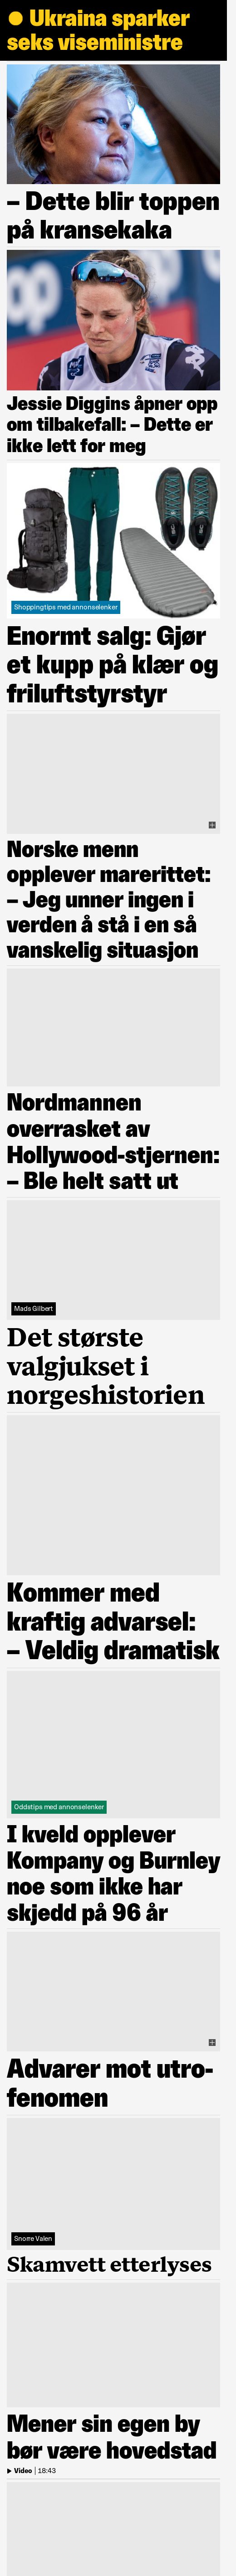 Ukraina sparker
seks viseministre
– Dette blir toppen
på kransekaka
Jessie Diggins åpner opp
om tilbakefall: – Dette er
ikke lett for meg
Shoppingtips med annonselenker
Enormt salg: Gjør
et kupp på klær og
friluftstyrstyr
Norske menn
opplever marerittet:
– Jeg unner ingen i
verden å stå i en så
vanskelig situasjon
Nordmannen
overrasket av
Hollywood-stjernen:
– Ble helt satt ut
Mads Gilbert
Det største
valgjukset i
norgeshistorien
Kommer med
kraftig advarsel:
– Veldig dramatisk
Oddstips med annonselenker
I kveld opplever
Kompany og Burnley
noe som ikke har
skjedd på 96 år
Advarer mot utro-
fenomen
Snorre Valen
Skamvett etterlyses
Mener sin egen by
bør være hovedstad
Video | 18:43